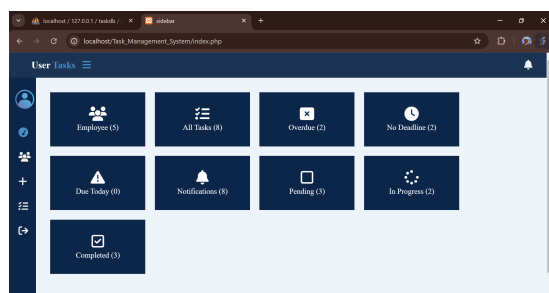 localhost / 127.0.0.1 / taskdb /
sidebar
localhost/Task_Management_System/index.php
User Tasks
Employee (5)
All Tasks (8)
Overdue (2)
No Deadline (2)
Due Today (0)
Notifications (8)
Pending (3)
In Progress (2)
Completed (3)